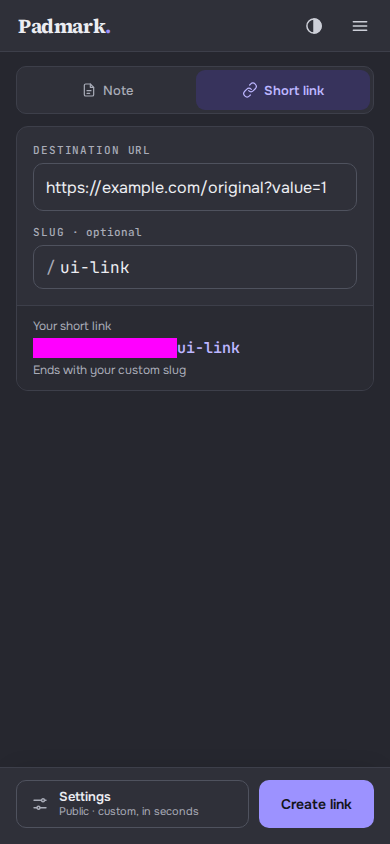 Padmark.
Note
Short link
DESTINATION URL
https://example.com/original?value=1
SLUG · optional
/ ui-link
Your short link
ui-link
Ends with your custom slug
Settings
Public · custom, in seconds
Create link